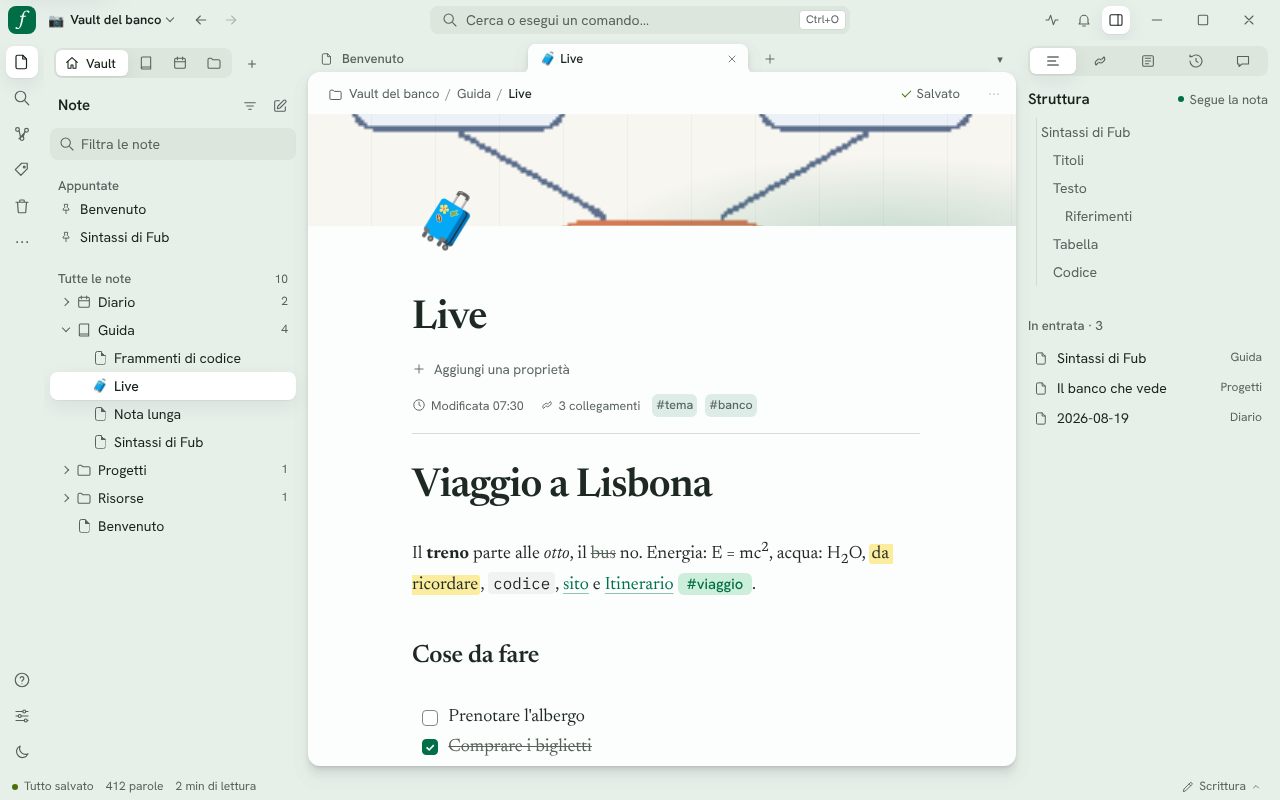 Vault del banco
Cerca o esegui un comando…
Ctrl+O
Vault
Note
Filtra le note
Appuntate
Benvenuto
Sintassi di Fub
Tutte le note 10
Diario 2
Guida 4
Frammenti di codice
Live
Nota lunga
Sintassi di Fub
Progetti 1
Risorse 1
Benvenuto
Benvenuto
Live
Vault del banco / Guida / Live
Salvato
Live
Aggiungi una proprietà
Modificata 07:30 3 collegamenti #tema #banco
Viaggio a Lisbona
Il treno parte alle otto, il bus no. Energia: E = mc2, acqua: H2O, da
ricordare, codice, sito e Itinerario #viaggio.
Cose da fare
Prenotare l'albergo
Comprare i biglietti
Struttura
Segue la nota
Sintassi di Fub
Titoli
Testo
Riferimenti
Tabella
Codice
In entrata · 3
Sintassi di Fub Guida
Il banco che vede Progetti
2026-08-19 Diario
Tutto salvato 412 parole 2 min di lettura
Scrittura